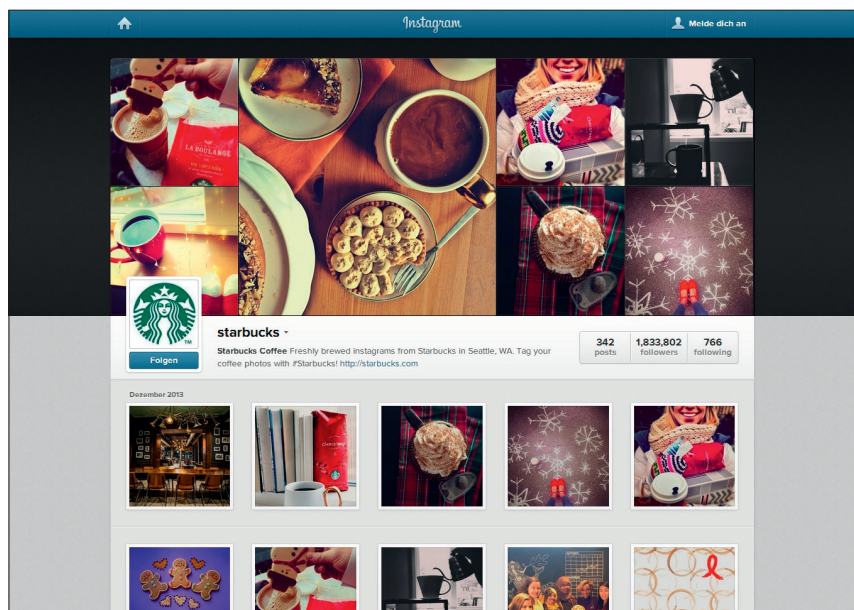 Instagram
Melde dich an
LA BOULANGE
TM
Folgen
starbucks
Starbucks Coffee Freshly brewed instagrams from Starbucks in Seattle, WA. Tag your
coffee photos with #Starbucks! http://starbucks.com
342
posts
1,833,802
followers
766
following
Dezember 2013